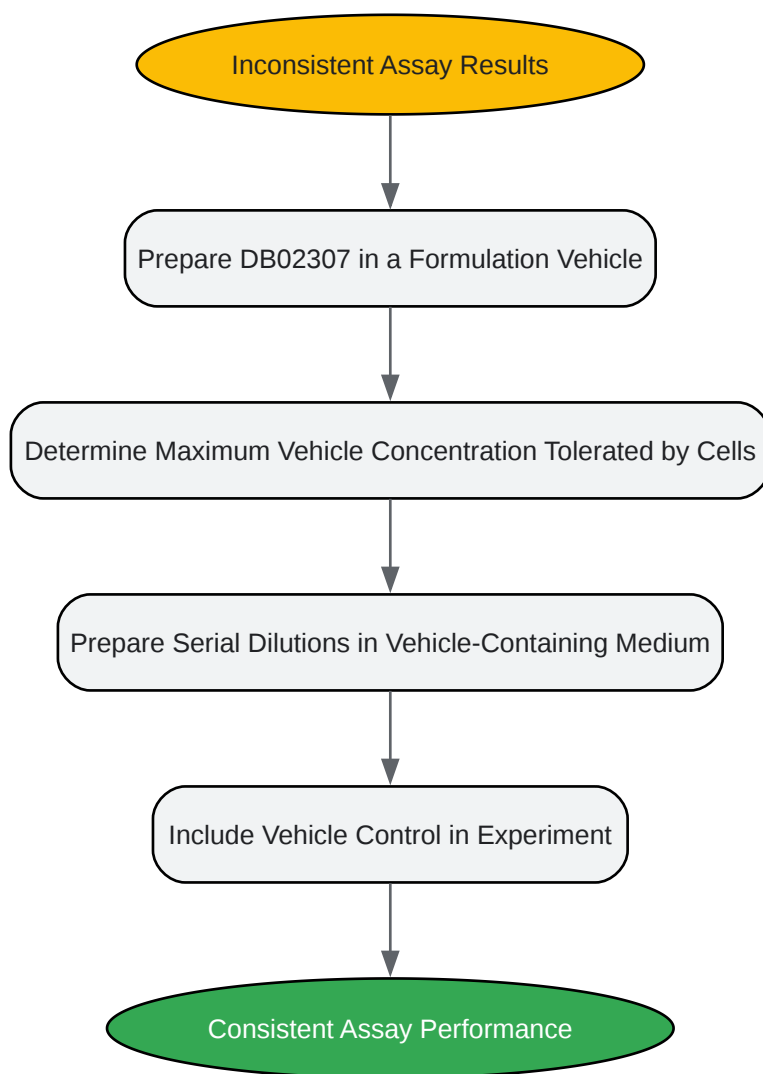 Inconsistent Assay Results
Prepare DB02307 in a Formulation Vehicle
Determine Maximum Vehicle Concentration Tolerated by Cells
Prepare Serial Dilutions in Vehicle-Containing Medium
Include Vehicle Control in Experiment
Consistent Assay Performance